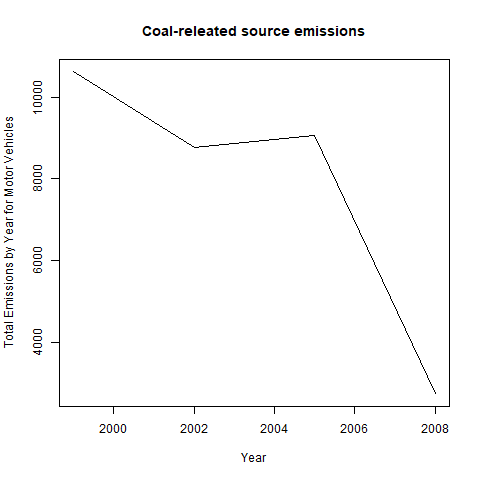 Coal-releated source emissions
Total Emissions by Year for Motor Vehicles
10000
8000
6000
4000
2000 2002 2004 2006 2008
Year